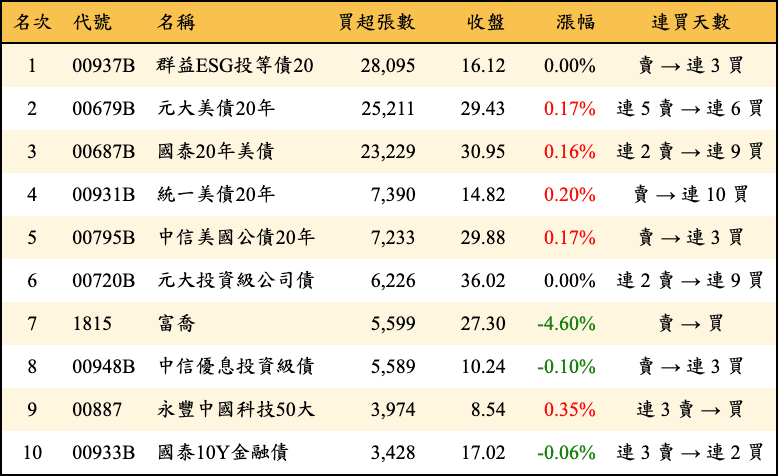 名次 代號 名稱 買超張數 收盤 漲幅 連買天數
1 00937B 群益ESG投等債20 28,095 16.12 0.00% 賣 → 連 3 買
2 00679B 元大美債20年 25,211 29.43 0.17% 連 5 賣 → 連 6 買
3 00687B 國泰20年美債 23,229 30.95 0.16% 連 2 賣 → 連 9 買
4 00931B 統一美債20年 7,390 14.82 0.20% 賣 → 連 10 買
5 00795B 中信美國公債20年 7,233 29.88 0.17% 賣 → 連 3 買
6 00720B 元大投資級公司債 6,226 36.02 0.00% 連 2 賣 → 連 9 買
7 1815 富喬 5,599 27.30 -4.60% 賣 → 買
8 00948B 中信優息投資級債 5,589 10.24 -0.10% 賣 → 連 3 買
9 00887 永豐中國科技50大 3,974 8.54 0.35% 連 3 賣 → 買
10 00933B 國泰10Y金融債 3,428 17.02 -0.06% 連 3 賣 → 連 2 買